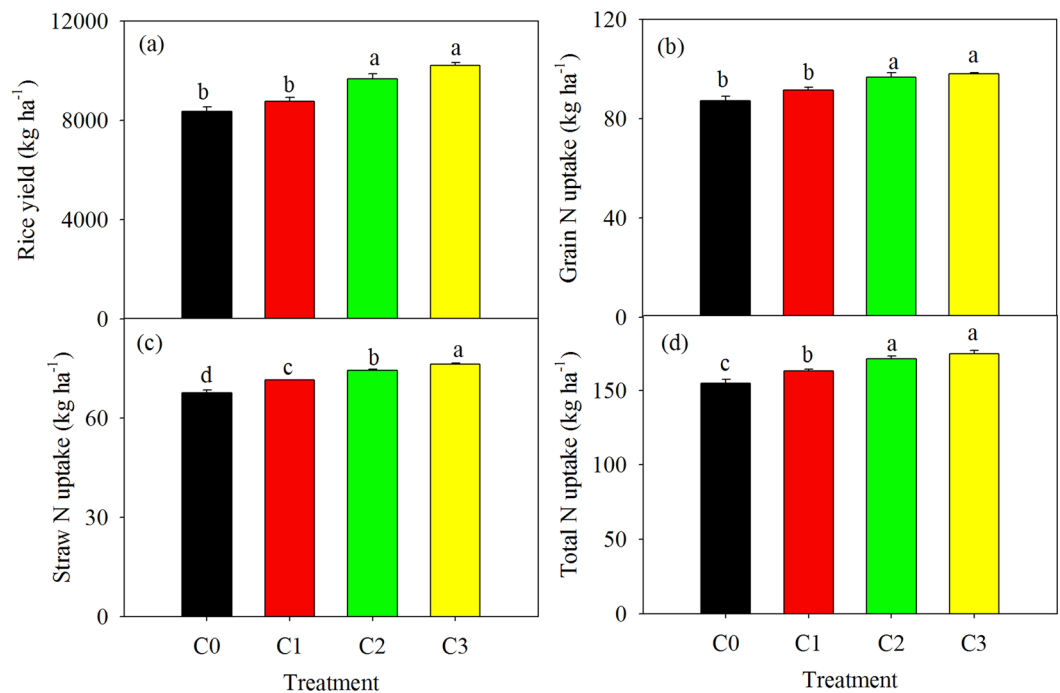 (a)
Rice yield (kg ha⁻¹)
12000
8000
4000
0
b
b
a
a
(b)
Grain N uptake (kg ha⁻¹)
120
80
40
0
b
b
a
a
(c)
Straw N uptake (kg ha⁻¹)
60
30
0
d
c
b
a
C0
C1
C2
C3
Treatment
(d)
Total N uptake (kg ha⁻¹)
150
100
50
0
c
b
a
a
C0
C1
C2
C3
Treatment